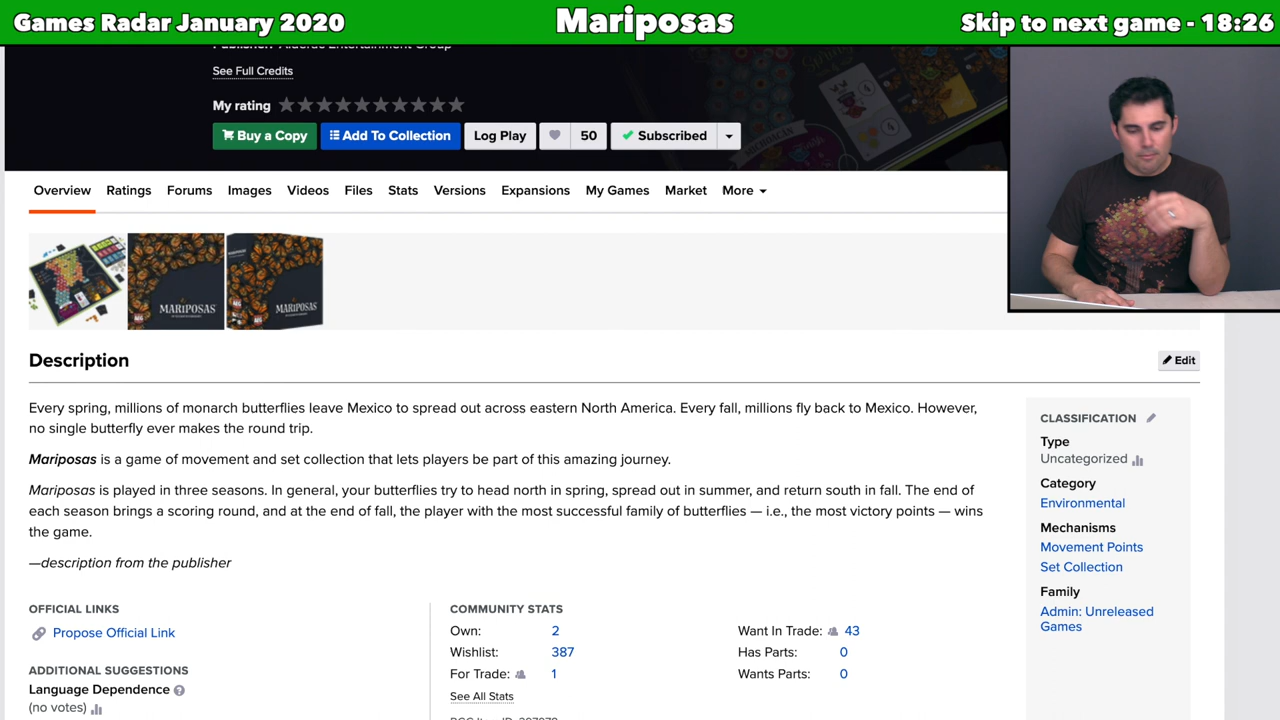 Games Radar January 2020
Mariposas
Skip to next game - 18:26
See Full Credits
My rating
Buy a Copy
Add To Collection
Log Play
50
Subscribed
Overview
Ratings
Forums
Images
Videos
Files
Stats
Versions
Expansions
My Games
Market
More
MARIPOSAS
MARIPOSAS
Description
Edit
Every spring, millions of monarch butterflies leave Mexico to spread out across eastern North America. Every fall, millions fly back to Mexico. However,
no single butterfly ever makes the round trip.
Mariposas is a game of movement and set collection that lets players be part of this amazing journey.
Mariposas is played in three seasons. In general, your butterflies try to head north in spring, spread out in summer, and return south in fall. The end of
each season brings a scoring round, and at the end of fall, the player with the most successful family of butterflies — i.e., the most victory points — wins
the game.
—description from the publisher
CLASSIFICATION
Type
Uncategorized
Category
Environmental
Mechanisms
Movement Points
Set Collection
Family
Admin: Unreleased
Games
OFFICIAL LINKS
Propose Official Link
ADDITIONAL SUGGESTIONS
Language Dependence
(no votes)
COMMUNITY STATS
Own: 2
Wishlist: 387
For Trade: 1
See All Stats
Want In Trade: 43
Has Parts: 0
Wants Parts: 0